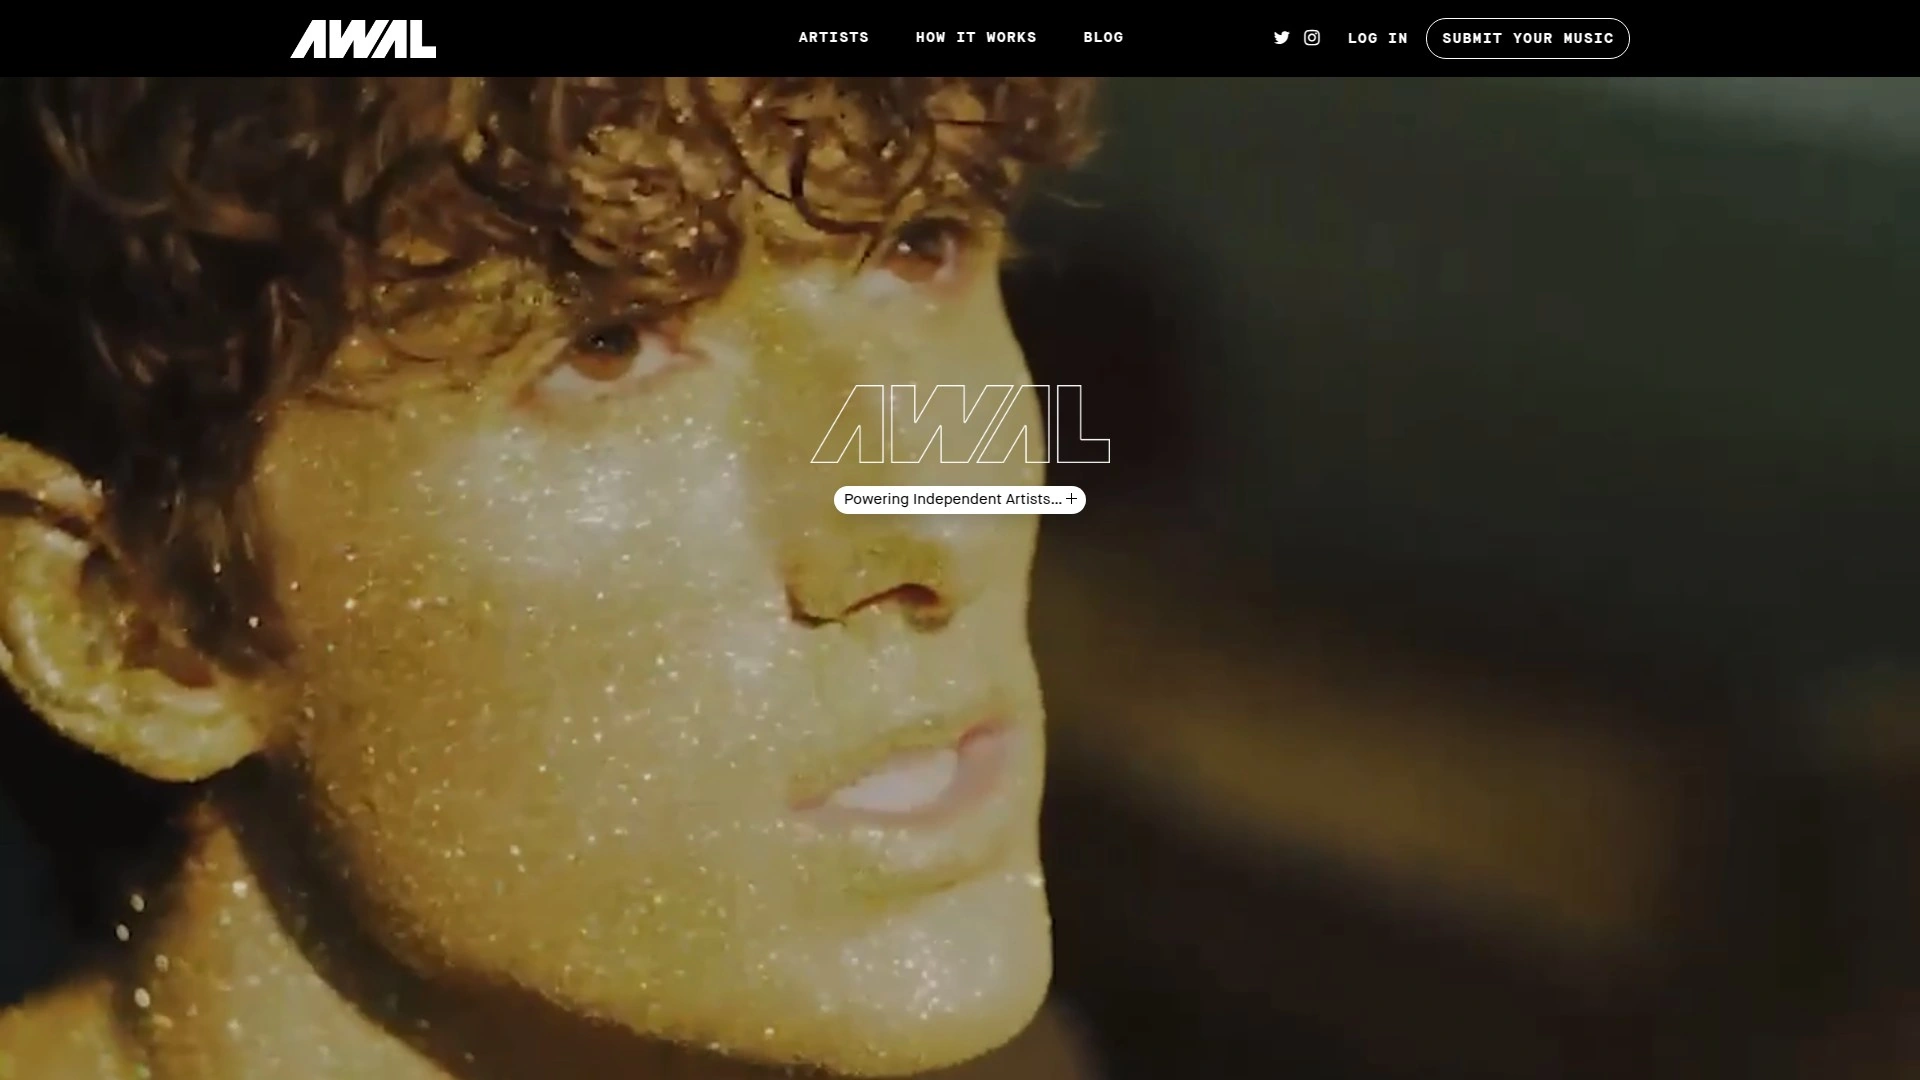 AWAL
ARTISTS
HOW IT WORKS
BLOG
LOG IN
SUBMIT YOUR MUSIC
AWAL
Powering Independent Artists...